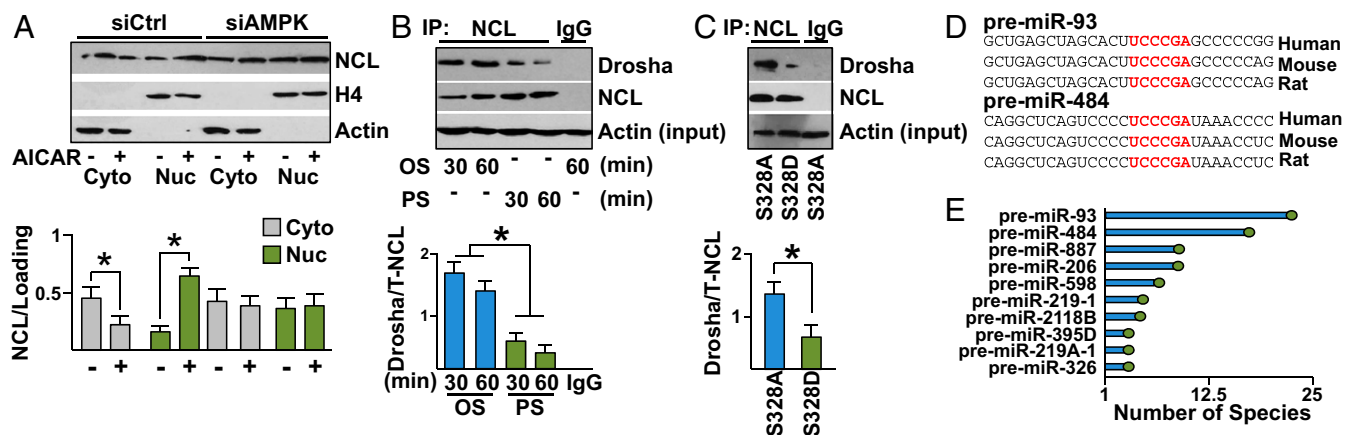 A
siCtrl siAMPK
NCL
H4
Actin
AICAR - + - + - + - +
Cyto Nuc Cyto Nuc
Cyto
Nuc
NCL/Loading
1
0.5
* *
- + - + - + - +
B
IP: NCL IgG
Drosha
NCL
Actin (input)
OS 30 60 - - 60 (min)
PS - - 30 60 - (min)
Drosha/T-NCL
2
1
*
(min) 30 60 30 60 IgG
OS PS
C
IP: NCL IgG
Drosha
NCL
Actin (input)
S328A S328D S328A
Drosha/T-NCL
2
1
*
S328A S328D
D
pre-miR-93
GCUGAGCUAGCACUUCCCGAGCCCCCGG Human
GCUGAGCUAGCACUUCCCGAGCCCCCAG Mouse
GCUGAGCUAGCACUUCCCGAGCCCCCAG Rat
pre-miR-484
CAGGCUCAGUCCCCUCCCGAUAAACCCC Human
CAGGCUCAGUCCCCUCCCGAUAAACCUC Mouse
CAGGCUCAGUCCCCUCCCGAUAAACCUC Rat
E
pre-miR-93
pre-miR-484
pre-miR-887
pre-miR-206
pre-miR-598
pre-miR-219-1
pre-miR-2118B
pre-miR-395D
pre-miR-219A-1
pre-miR-326
1 12.5 25
Number of Species